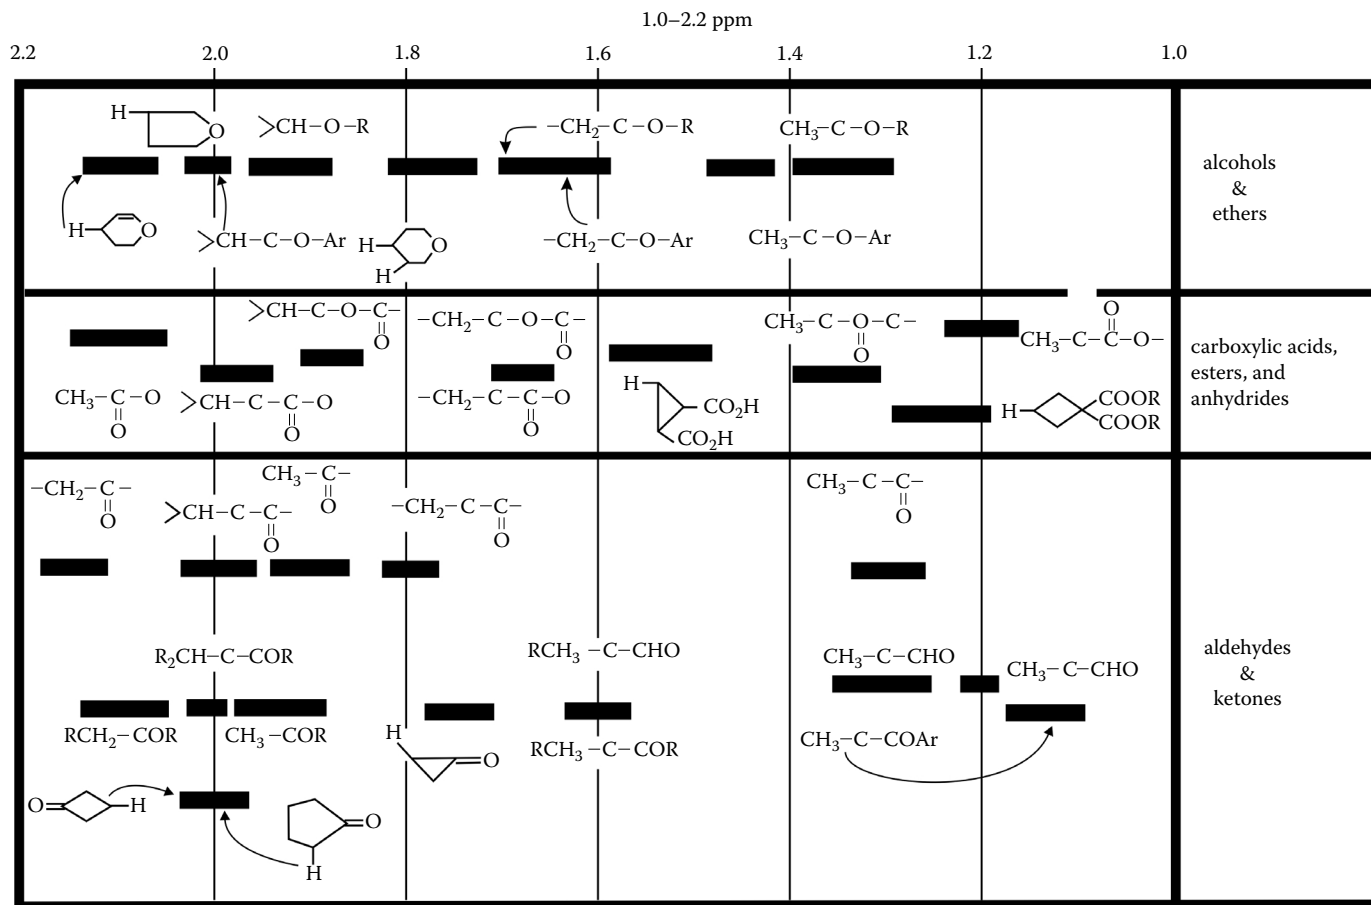 1.0–2.2 ppm
2.2 2.0 1.8 1.6 1.4 1.2 1.0
H O >CH–O–R –CH₂–C–O–R CH₃–C–O–R
alcohols
&
ethers
H O >CH–C–O–Ar H O –CH₂–C–O–Ar CH₃–C–O–Ar
H
>CH–C–O–C– –CH₂–C–O–C– CH₃–C–O–C– O
O O O CH₃–C–C–O–
carboxylic acids,
esters, and
anhydrides
CH₃–C–O >CH–C–C–O –CH₂–C–C–O H CO₂H H COOR
O O O CO₂H COOR
–CH₂–C– >CH–C–C– CH₃–C– –CH₂–C–C– CH₃–C–C–
O O O O O
R₂CH–C–COR RCH₃–C–CHO CH₃–C–CHO CH₃–C–CHO
aldehydes
&
ketones
RCH₂–COR CH₃–COR H O RCH₃–C–COR CH₃–C–COAr
O H O
H